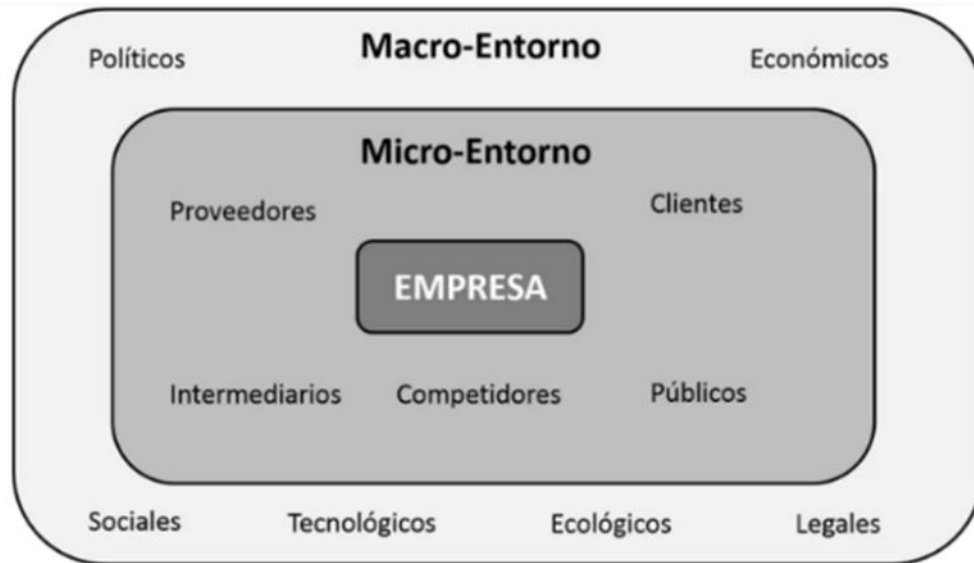 Macro-Entorno
Políticos
Económicos
Micro-Entorno
Proveedores
Clientes
EMPRESA
Intermediarios
Competidores
Públicos
Sociales
Tecnológicos
Ecológicos
Legales